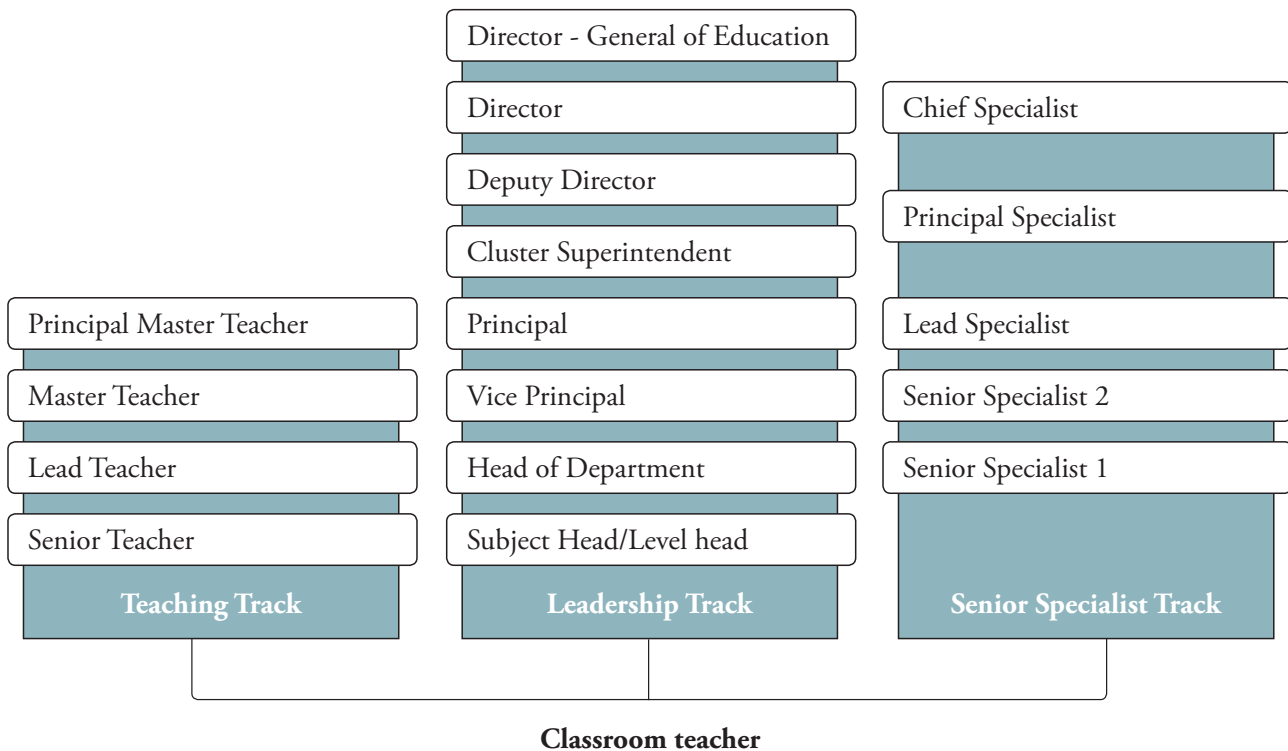 Director - General of Education
Director
Deputy Director
Cluster Superintendent
Principal
Vice Principal
Head of Department
Subject Head/Level head
Leadership Track
Principal Master Teacher
Master Teacher
Lead Teacher
Senior Teacher
Teaching Track
Chief Specialist
Principal Specialist
Lead Specialist
Senior Specialist 2
Senior Specialist 1
Senior Specialist Track
Classroom teacher